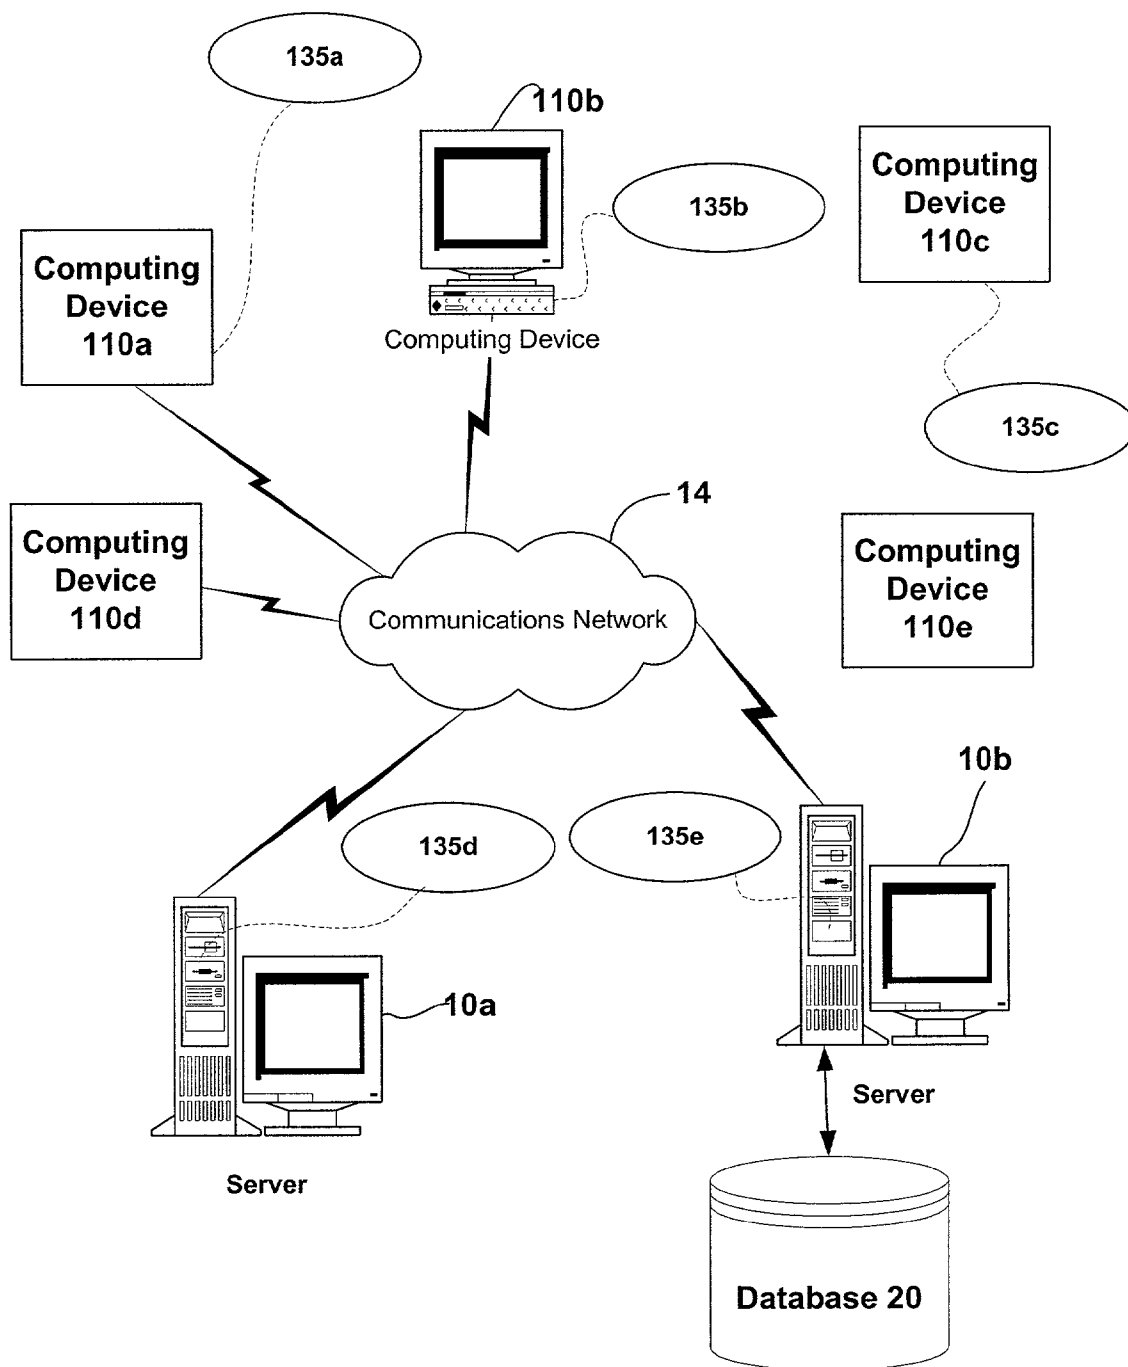 135a
110b
Computing
Device
110c
135b
Computing
Device
110a
Computing Device
135c
14
Computing
Device
110d
Computing
Device
110e
Communications Network
10b
135d
135e
10a
Server
Server
Database 20